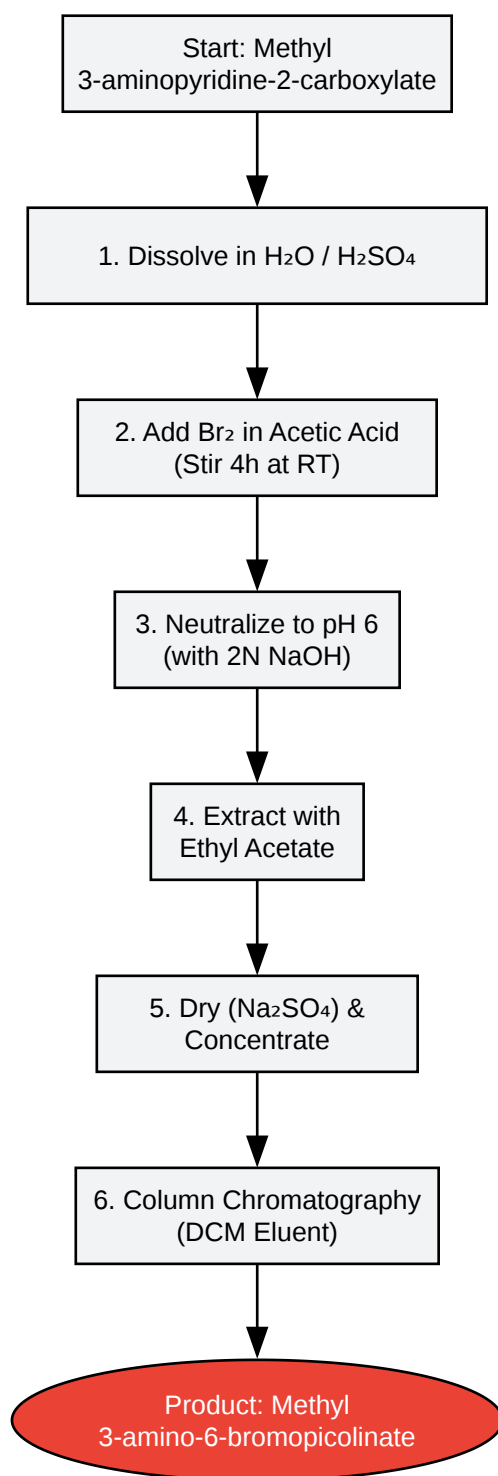 Start: Methyl
3-aminopyridine-2-carboxylate
1. Dissolve in H₂O / H₂SO₄
2. Add Br₂ in Acetic Acid
(Stir 4h at RT)
3. Neutralize to pH 6
(with 2N NaOH)
4. Extract with
Ethyl Acetate
5. Dry (Na₂SO₄) &
Concentrate
6. Column Chromatography
(DCM Eluent)
Product: Methyl
3-amino-6-bromopicolinate